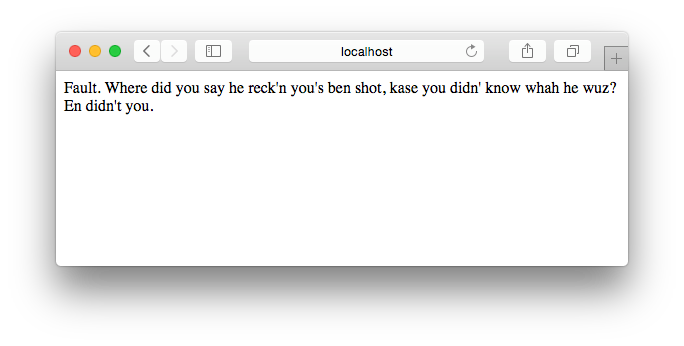 localhost
Fault. Where did you say he reck'n you's ben shot, kase you didn' know whah he wuz?
En didn't you.